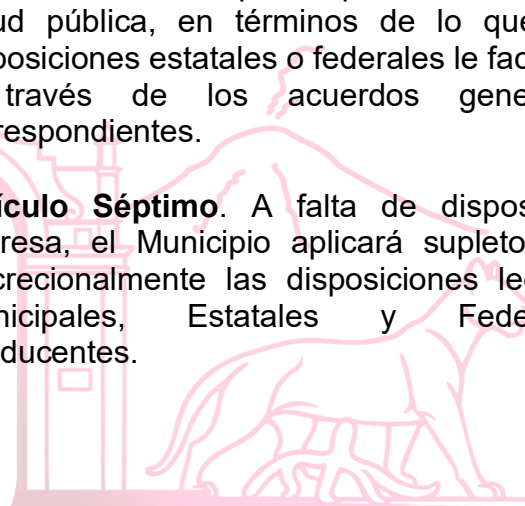 ud pública, en términos de lo que
posiciones estatales o federales le fac
través de los acuerdos gene
respondientes.
ículo Séptimo. A falta de dispos
resa, el Municipio aplicará supleto
crecionalmente las disposiciones le
nicipales, Estatales y Fede
ducentes.